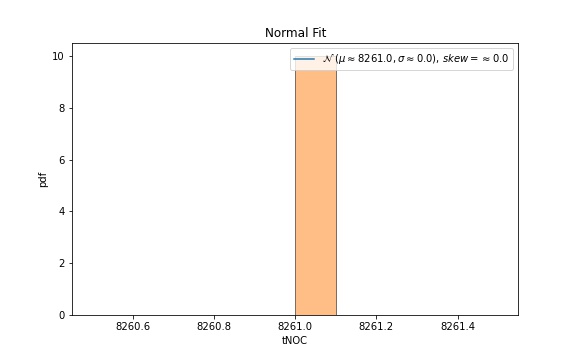 Normal Fit
𝒩 (μ ≈ 8261.0, σ ≈ 0.0), skew = ≈ 0.0
10
8
6
4
2
0
pdf
8260.6 8260.8 8261.0 8261.2 8261.4
tNOC